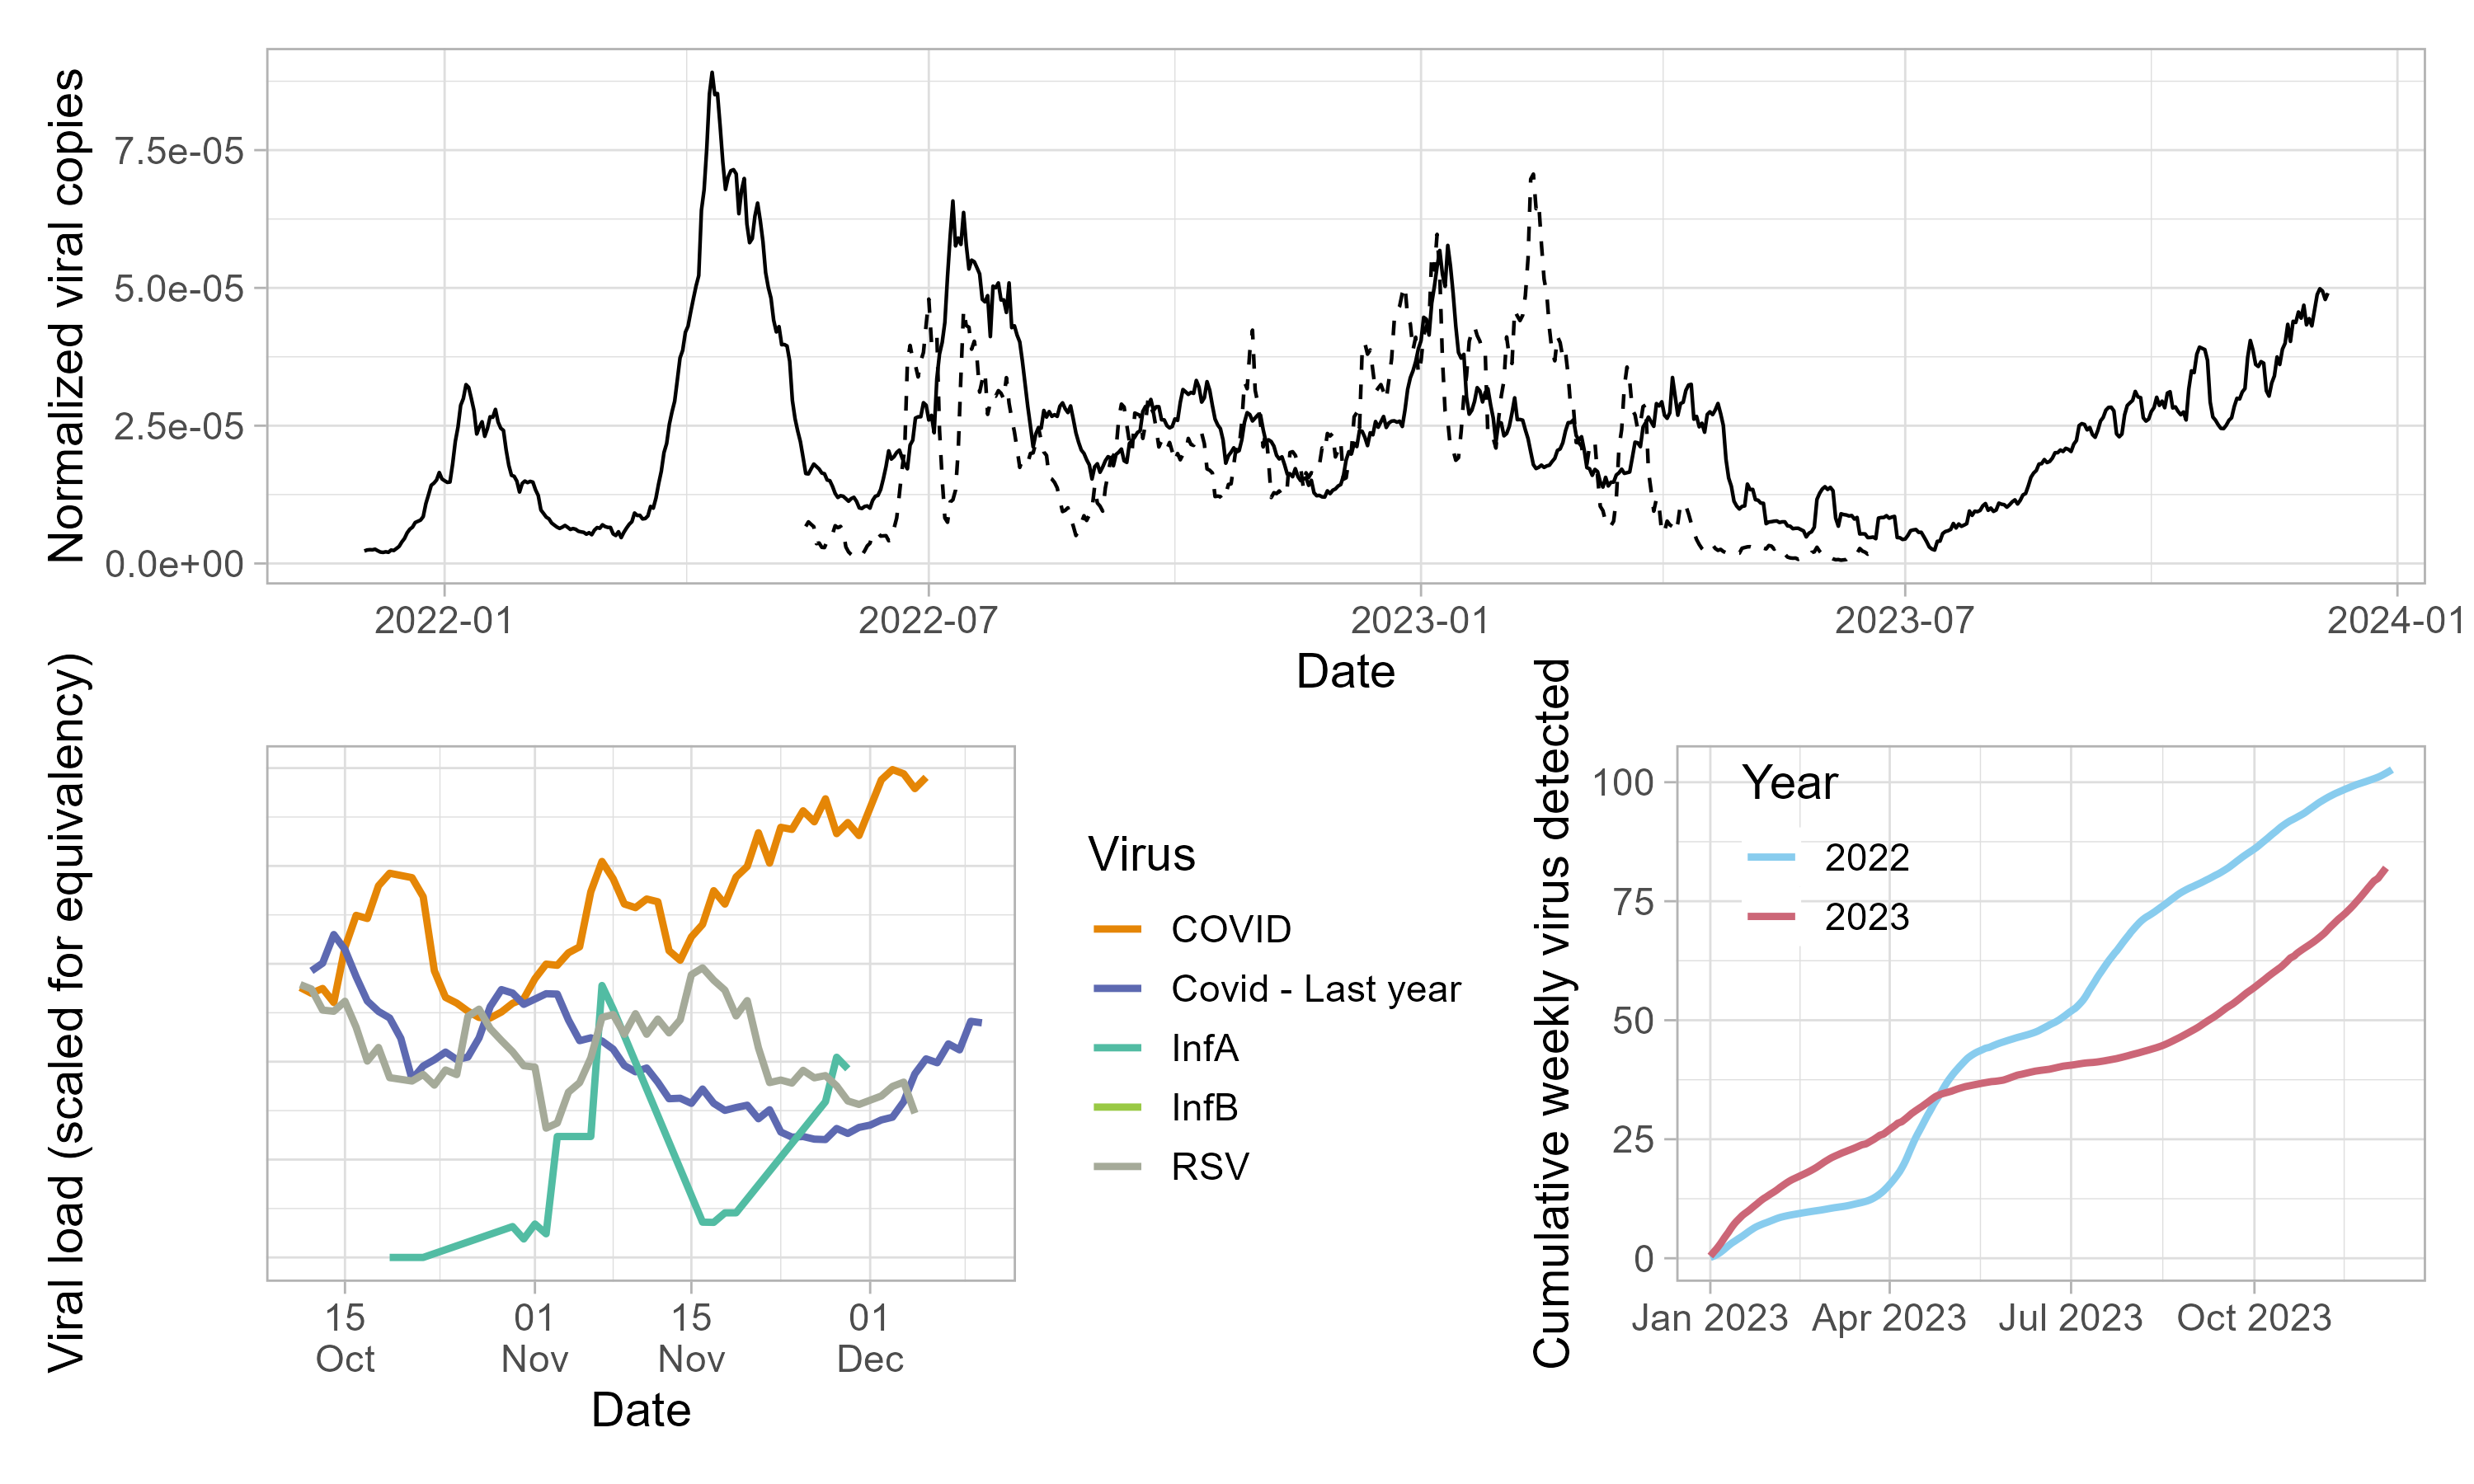 Normalized viral copies
7.5e-05
5.0e-05
2.5e-05
0.0e+00
2022-01
2022-07
2023-01
2023-07
2024-01
Date
Viral load (scaled for equivalency)
15
Oct
01
Nov
15
Nov
01
Dec
Date
Virus
COVID
Covid - Last year
InfA
InfB
RSV
Cumulative weekly virus detected
100
75
50
25
0
Year
2022
2023
Jan 2023
Apr 2023
Jul 2023
Oct 2023